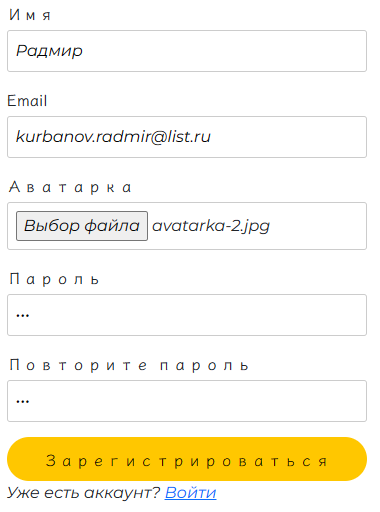 Имя
Радмир
Email
kurbanov.radmir@list.ru
Аватарка
Выбор файла avatarka-2.jpg
Пароль
•••
Повторите пароль
•••
Зарегистрироваться
Уже есть аккаунт? Войти